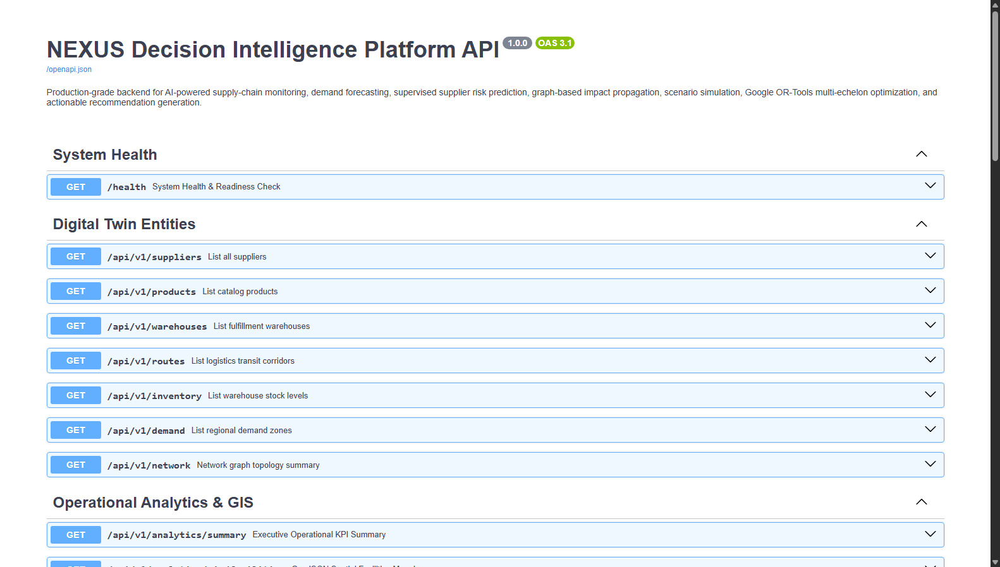 NEXUS Decision Intelligence Platform API 1.0.0 OAS 3.1
/openapi.json
Production-grade backend for AI-powered supply-chain monitoring, demand forecasting, supervised supplier risk prediction, graph-based impact propagation, scenario simulation, Google OR-Tools multi-echelon optimization, and
actionable recommendation generation.
System Health
GET /health System Health & Readiness Check
Digital Twin Entities
GET /api/v1/suppliers List all suppliers
GET /api/v1/products List catalog products
GET /api/v1/warehouses List fulfillment warehouses
GET /api/v1/routes List logistics transit corridors
GET /api/v1/inventory List warehouse stock levels
GET /api/v1/demand List regional demand zones
GET /api/v1/network Network graph topology summary
Operational Analytics & GIS
GET /api/v1/analytics/summary Executive Operational KPI Summary